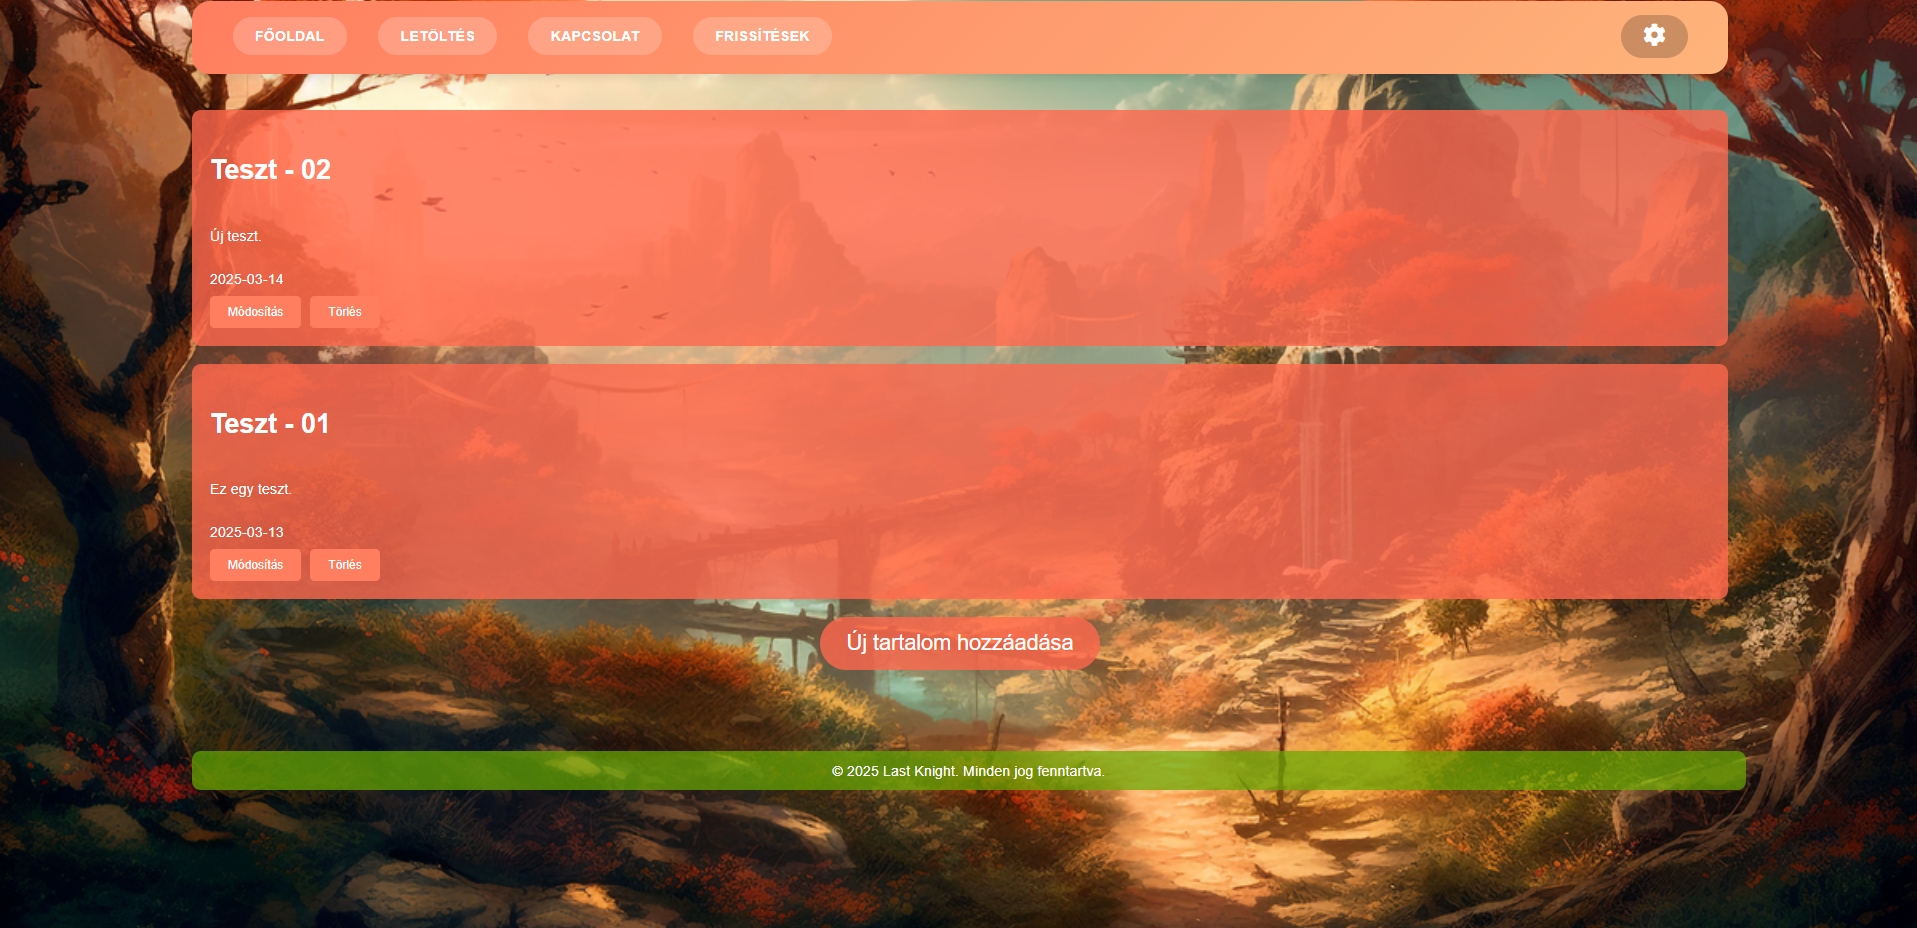 FŐOLDAL LETÖLTÉS KAPCSOLAT FRISSÍTÉSEK
Teszt - 02
Új teszt.
2025-03-14
Módosítás Törlés
Teszt - 01
Ez egy teszt.
2025-03-13
Módosítás Törlés
Új tartalom hozzáadása
© 2025 Last Knight. Minden jog fenntartva.